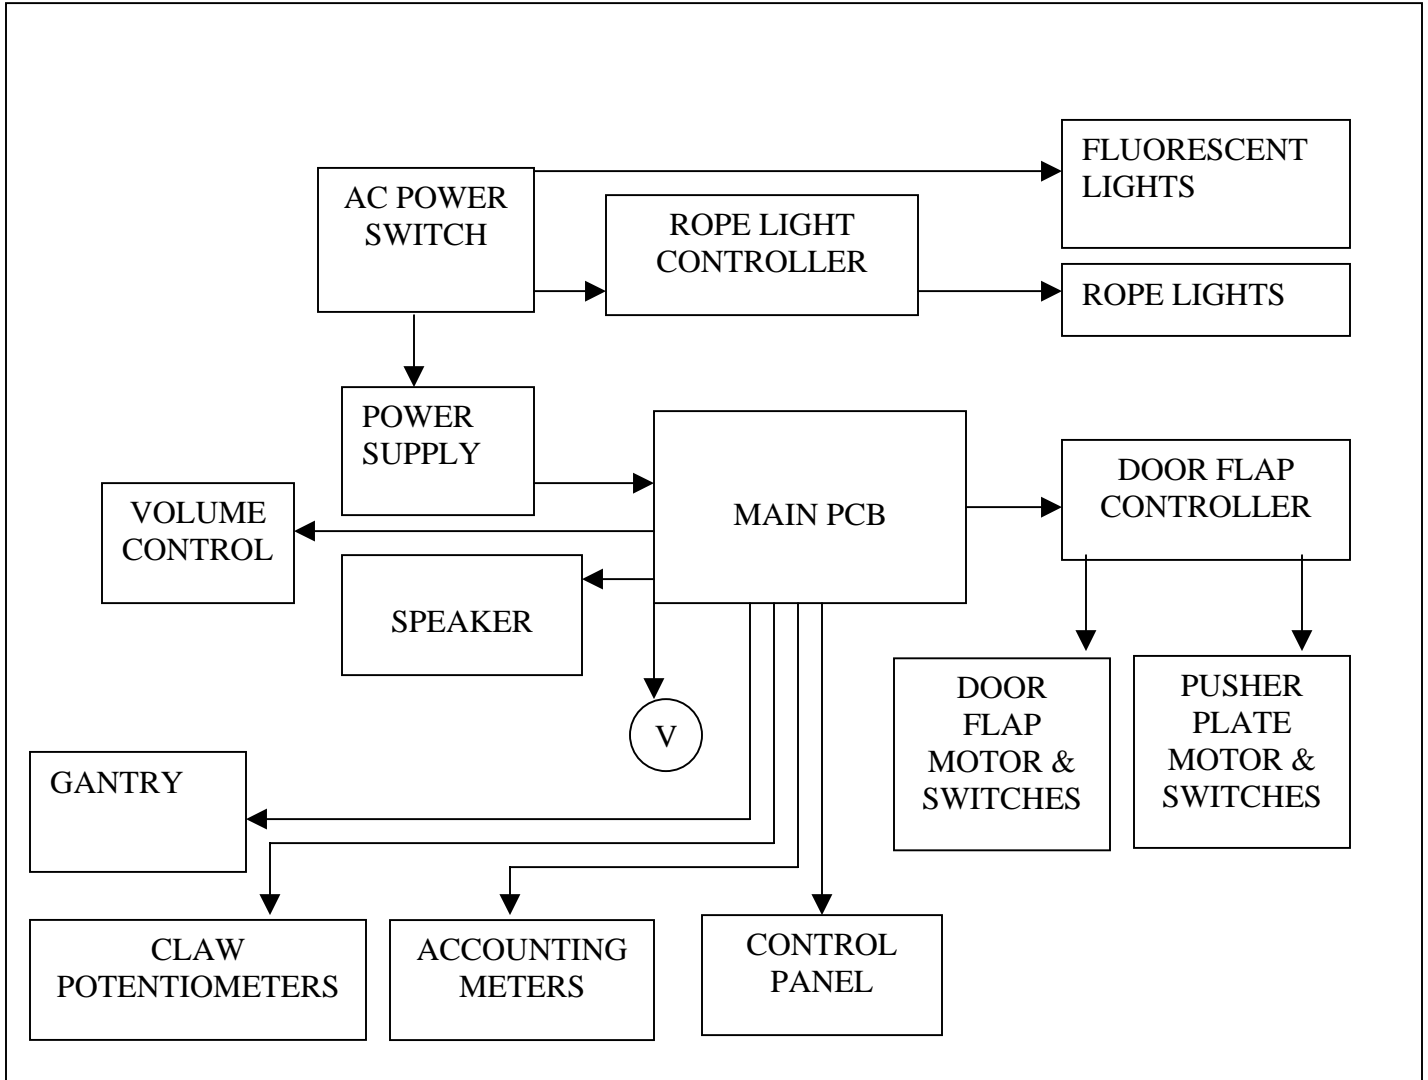 FLUORESCENT
LIGHTS
AC POWER
SWITCH
ROPE LIGHT
CONTROLLER
ROPE LIGHTS
POWER
SUPPLY
MAIN PCB
DOOR FLAP
CONTROLLER
VOLUME
CONTROL
SPEAKER
V
DOOR
FLAP
MOTOR &
SWITCHES
PUSHER
PLATE
MOTOR &
SWITCHES
GANTRY
CLAW
POTENTIOMETERS
ACCOUNTING
METERS
CONTROL
PANEL